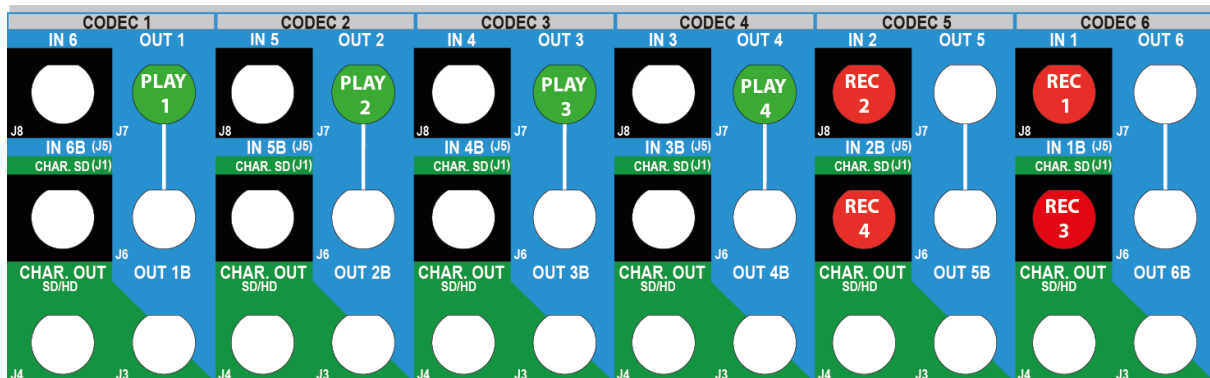 CODEC 1 CODEC 2 CODEC 3 CODEC 4 CODEC 5 CODEC 6
IN 6 OUT 1 IN 5 OUT 2 IN 4 OUT 3 IN 3 OUT 4 IN 2 OUT 5 IN 1 OUT 6
PLAY PLAY PLAY PLAY REC REC
1 2 3 4 2 1
J8 J7 J8 J7 J8 J7 J8 J7 J8 J7 J8 J7
IN 6B (J5) IN 5B (J5) IN 4B (J5) IN 3B (J5) IN 2B (J5) IN 1B (J5)
CHAR. SD (J1) CHAR. SD (J1) CHAR. SD (J1) CHAR. SD (J1) CHAR. SD (J1) CHAR. SD (J1)
REC REC
4 3
J6 J6 J6 J6 J6 J6
CHAR. OUT OUT 1B CHAR. OUT OUT 2B CHAR. OUT OUT 3B CHAR. OUT OUT 4B CHAR. OUT OUT 5B CHAR. OUT OUT 6B
SD/HD SD/HD SD/HD SD/HD SD/HD SD/HD
J4 J3 J4 J3 J4 J3 J4 J3 J4 J3 J4 J3